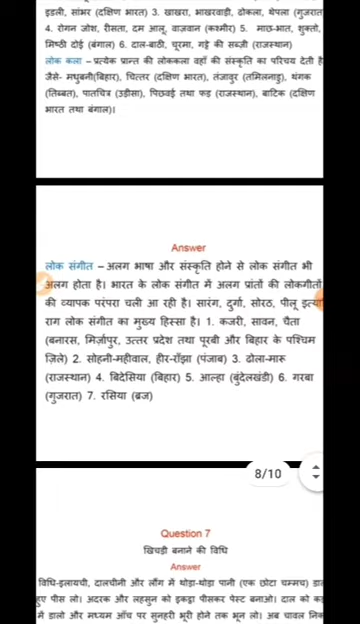 इडली, सांभर (दक्षिण भारत) 3. खाखरा, भाखरवाड़ी, ढोकला, थेपला (गुजरात
4. रोगन जोश, रीसता, दम आलू, वाज़वान (कश्मीर) 5. माछ-भात, शुक्तो,
मिष्ठी दोई (बंगाल) 6. दाल-बाठी, चूरमा, गट्टे की सब्ज़ी (राजस्थान)
लोक कला – प्रत्येक प्रान्त की लोककला वहाँ की संस्कृति का परिचय देती है
जैसे- मधुबनी(बिहार), चित्तर (दक्षिण भारत), तंजावुर (तमिलनाडु), थंगक
(तिब्बत), पातचित्र (उड़ीसा), पिछवई तथा फड़ (राजस्थान), बाटिक (दक्षिण
भारत तथा बंगाल)।
Answer
लोक संगीत – अलग भाषा और संस्कृति होने से लोक संगीत भी
अलग होता है। भारत के लोक संगीत में अलग प्रांतों की लोकगीतों
की व्यापक परंपरा चली आ रही है। सारंग, दुर्गा, सोरठ, पीलू इत्या
राग लोक संगीत का मुख्य हिस्सा है। 1. कजरी, सावन, चैता
(बनारस, मिर्ज़ापुर, उत्तर प्रदेश तथा पूरबी और बिहार के पश्चिम
ज़िले) 2. सोहनी-महीवाल, हीर-राँझा (पंजाब) 3. ढोला-मारू
(राजस्थान) 4. बिदेसिया (बिहार) 5. आल्हा (बुंदेलखंडी) 6. गरबा
(गुजरात) 7. रसिया (ब्रज)
8/10
Question 7
खिचड़ी बनाने की विधि
Answer
विधि-इलायची, दालचीनी और लौंग में थोड़ा-थोड़ा पानी (एक छोटा चम्मच) डा
हुए पीस लो। अदरक और लहसुन को इकट्ठा पीसकर पेस्ट बनाओ। दाल को कड़
में डालो और मध्यम आँच पर सुनहरी भूरी होने तक भून लो। अब चावल निक